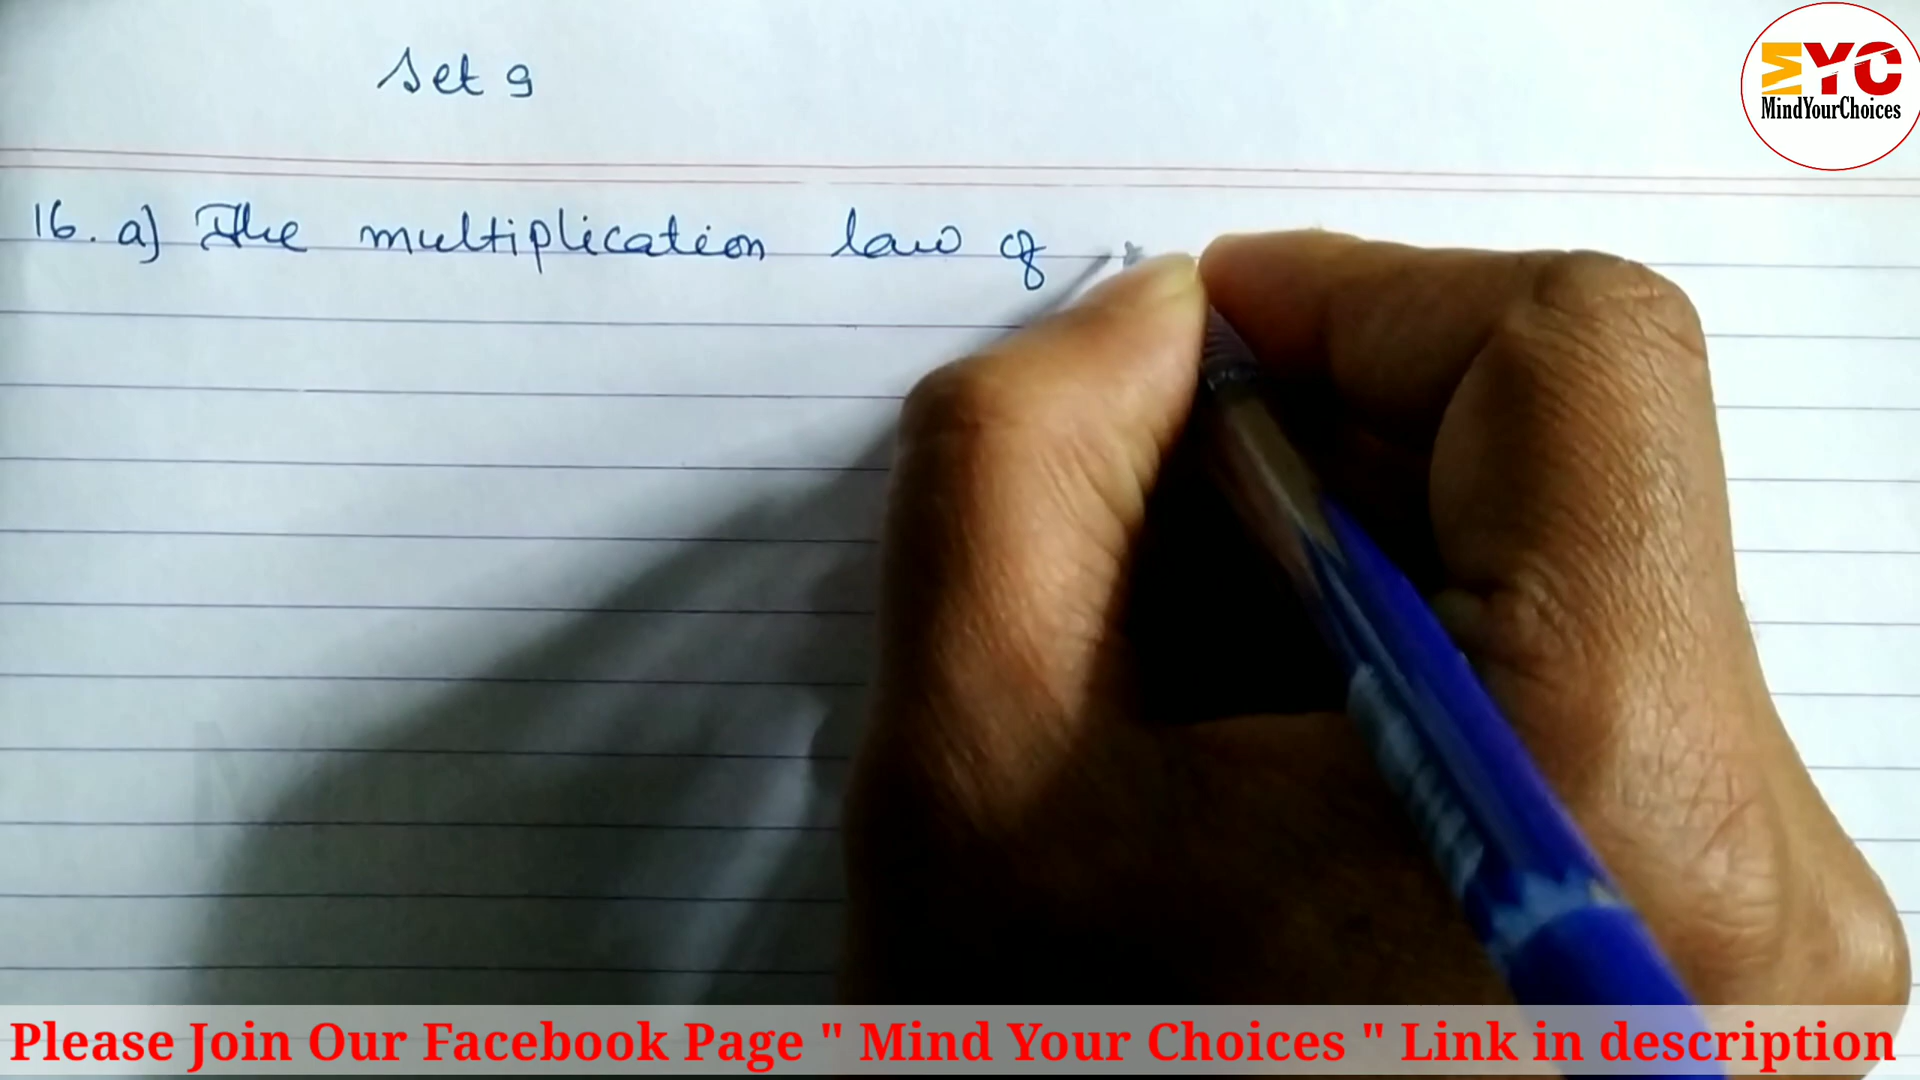 Set 9
MYC
MindYourChoices
16. a) The multiplication law of
Please Join Our Facebook Page " Mind Your Choices " Link in description